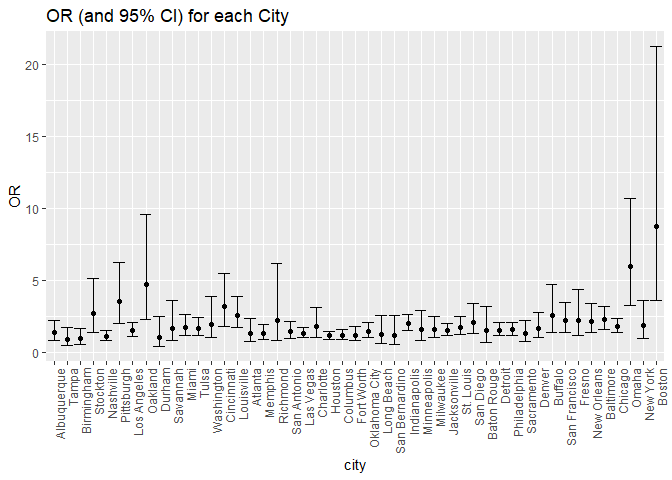 OR (and 95% CI) for each City
20
15
10
5
0
OR
Albuquerque
Tampa
Birmingham
Stockton
Nashville
Pittsburgh
Los Angeles
Oakland
Durham
Savannah
Miami
Tulsa
Washington
Cincinnati
Louisville
Atlanta
Memphis
Richmond
San Antonio
Las Vegas
Charlotte
Houston
Columbus
Fort Worth
Oklahoma City
Long Beach
San Bernardino
Indianapolis
Minneapolis
Milwaukee
Jacksonville
St. Louis
San Diego
Baton Rouge
Detroit
Philadelphia
Sacramento
Denver
Buffalo
San Francisco
Fresno
New Orleans
Baltimore
Chicago
Omaha
New York
Boston
city